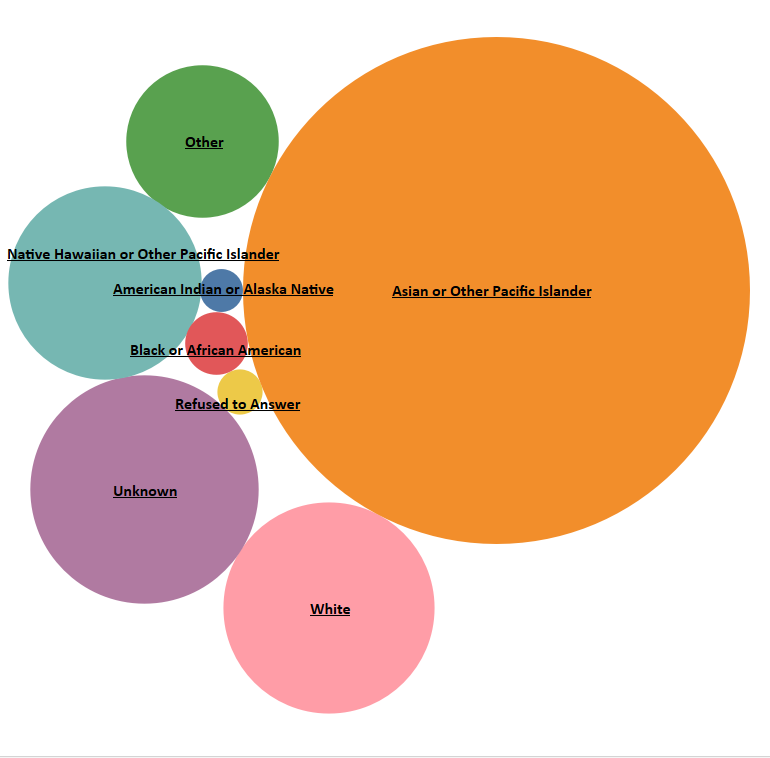 Other
Native Hawaiian or Other Pacific Islander
American Indian or Alaska Native
Asian or Other Pacific Islander
Black or African American
Refused to Answer
Unknown
White